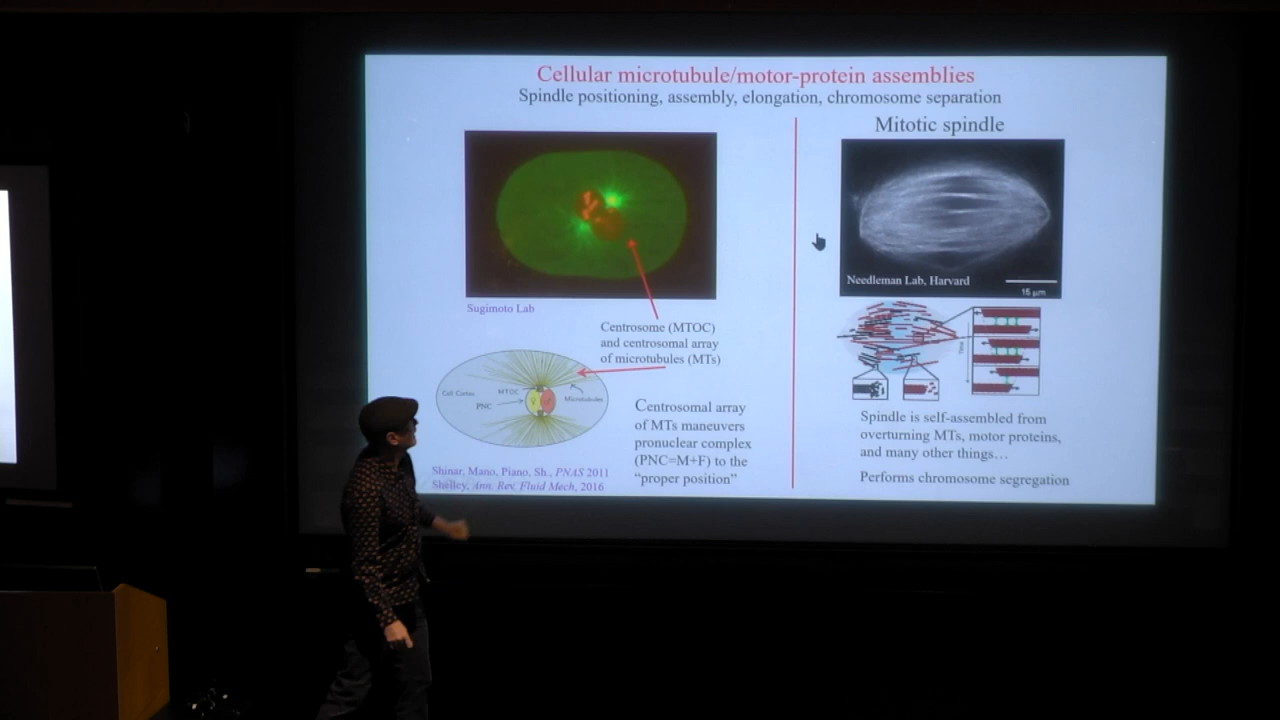 Cellular microtubule/motor-protein assemblies
Spindle positioning, assembly, elongation, chromosome separation
Sugimoto Lab
Centrosome (MTOC)
and centrosomal array
of microtubules (MTs)
Cell Cortex
MTOC
PNC
Microtubules
Centrosomal array
of MTs maneuvers
pronuclear complex
(PNC=M+F) to the
“proper position”
Shinar, Mano, Piano, Sh., PNAS 2011
Shelley, Ann. Rev. Fluid Mech, 2016
Mitotic spindle
Needleman Lab, Harvard
15 μm
Time
Spindle is self-assembled from
overturning MTs, motor proteins,
and many other things…
Performs chromosome segregation